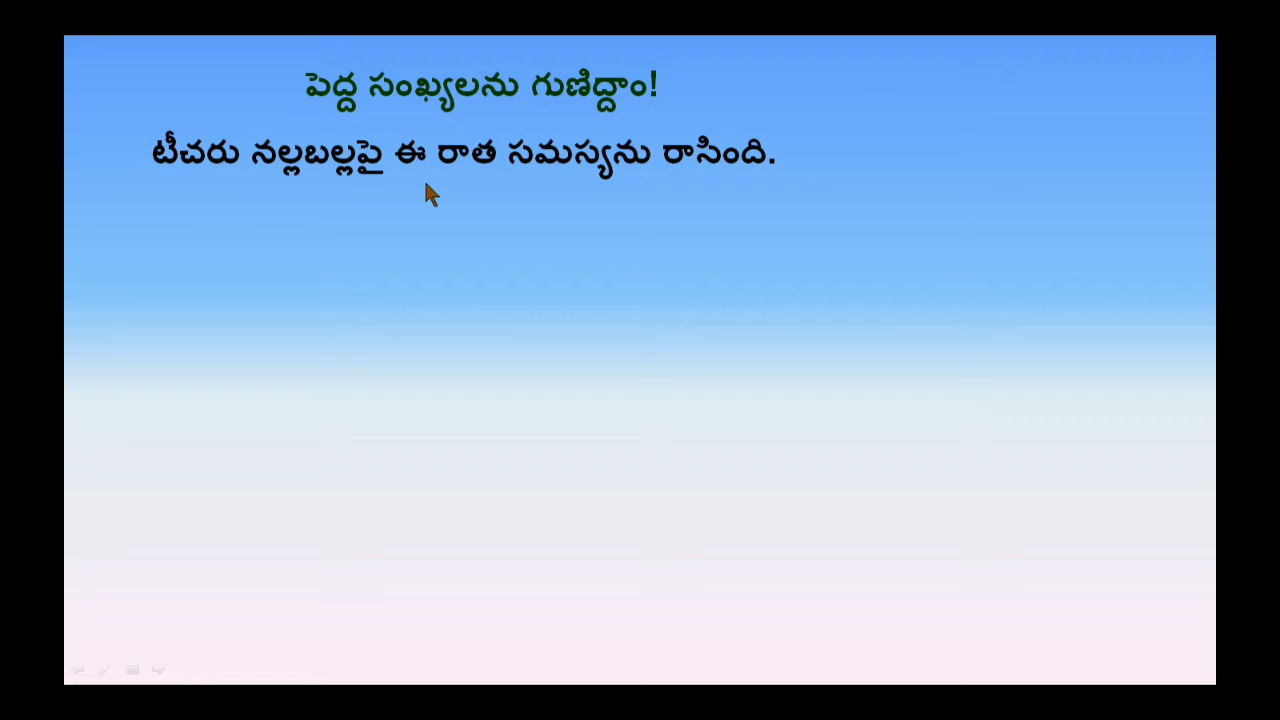 పెద్ద సంఖ్యలను గుణిద్దాం!
టీచరు నల్లబల్లపై ఈ రాత సమస్యను రాసింది.